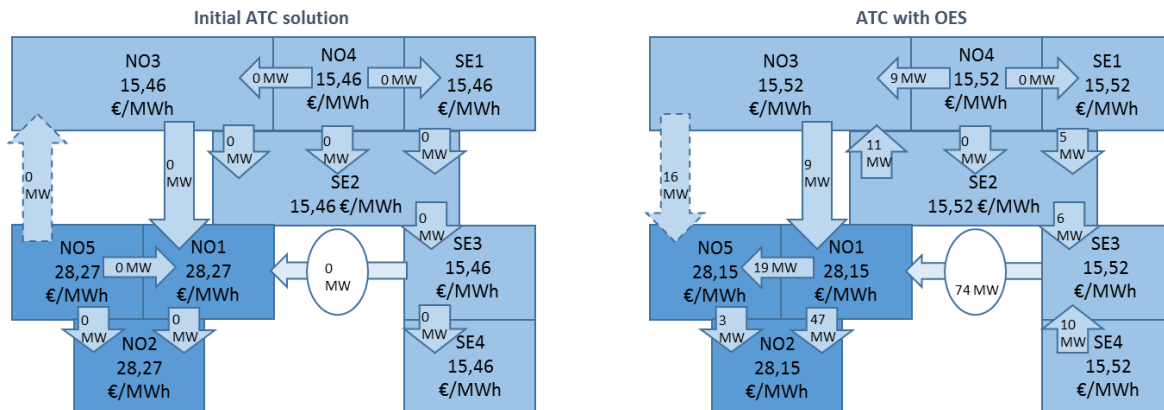 Initial ATC solution
NO3
15,46
€/MWh
0 MW
NO4
15,46
€/MWh
0 MW
SE1
15,46
€/MWh
0
MW
0
MW
0
MW
0
MW
0
MW
SE2
15,46 €/MWh
0
MW
NO5
28,27
€/MWh
0 MW
NO1
28,27
€/MWh
0
MW
SE3
15,46
€/MWh
0
MW
0
MW
0
MW
NO2
28,27
€/MWh
SE4
15,46
€/MWh
ATC with OES
NO3
15,52
€/MWh
9 MW
NO4
15,52
€/MWh
0 MW
SE1
15,52
€/MWh
16
MW
9
MW
11
MW
0
MW
5
MW
SE2
15,52 €/MWh
6
MW
NO5
28,15
€/MWh
19 MW
NO1
28,15
€/MWh
74 MW
SE3
15,52
€/MWh
3
MW
47
MW
10
MW
NO2
28,15
€/MWh
SE4
15,52
€/MWh